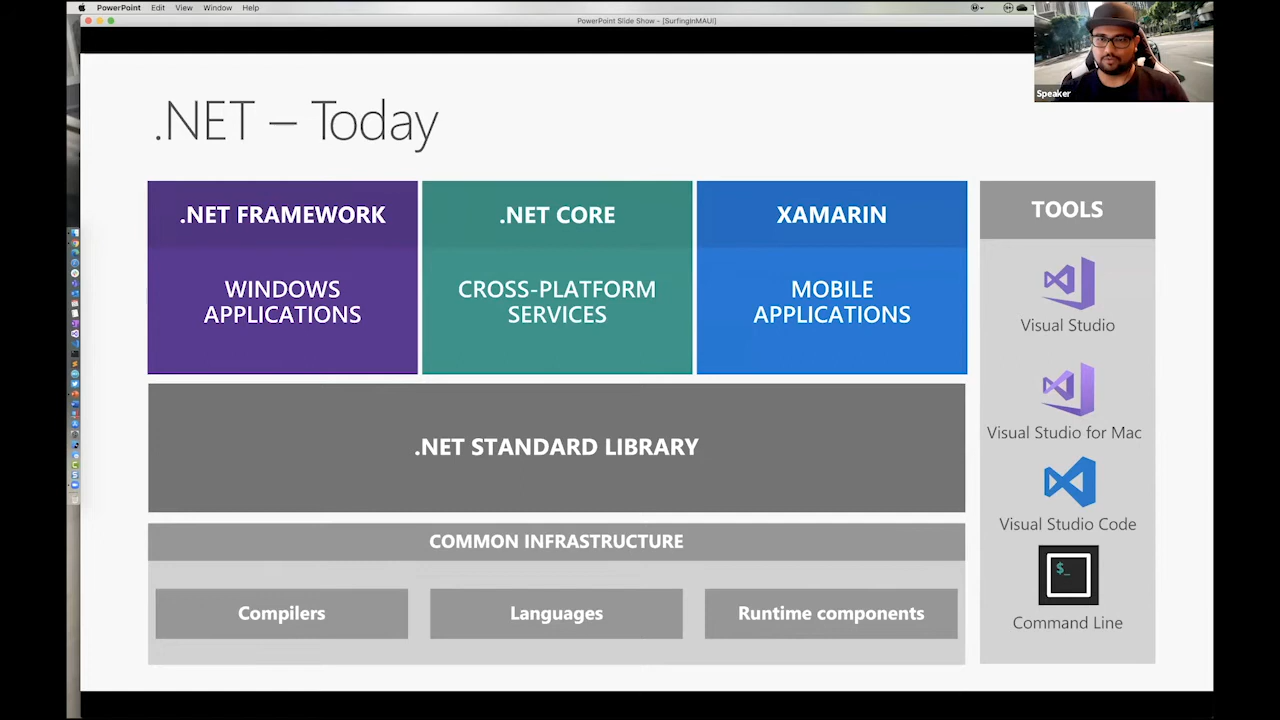 PowerPoint Edit View Window Help
PowerPoint Slide Show - [SurfingInMAUI]
Speaker
.NET – Today
.NET FRAMEWORK
WINDOWS
APPLICATIONS
.NET CORE
CROSS-PLATFORM
SERVICES
XAMARIN
MOBILE
APPLICATIONS
.NET STANDARD LIBRARY
COMMON INFRASTRUCTURE
Compilers
Languages
Runtime components
TOOLS
Visual Studio
Visual Studio for Mac
Visual Studio Code
$_
Command Line